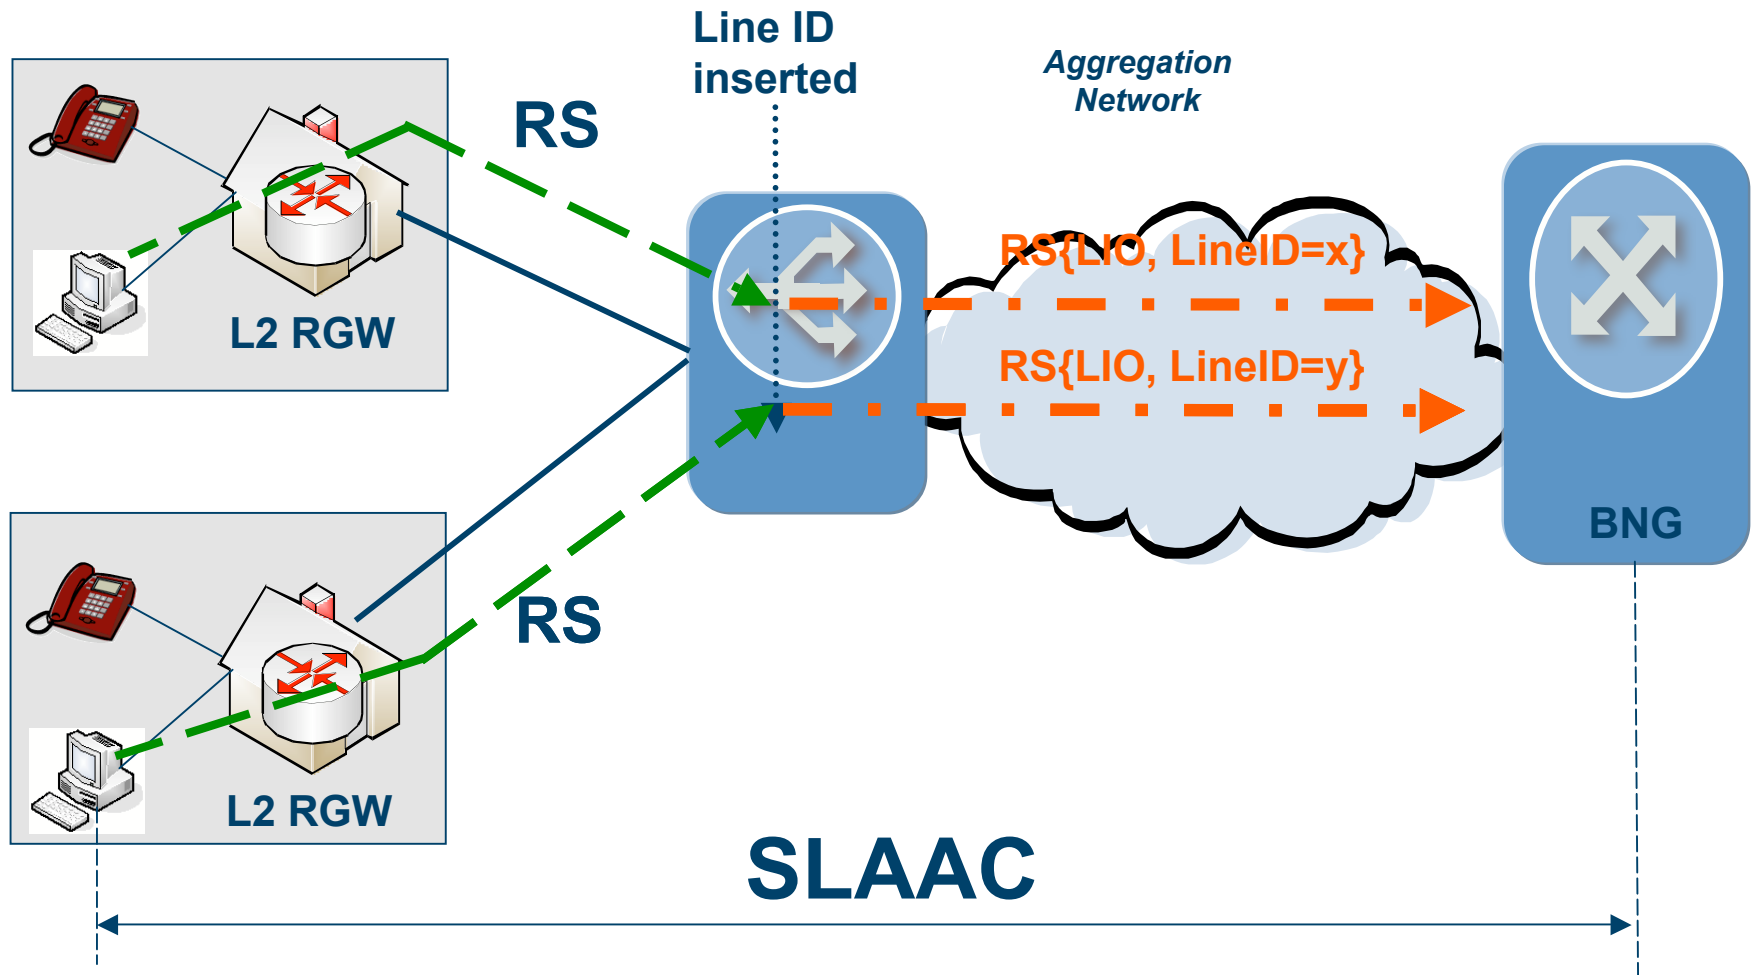 Line ID
inserted
Aggregation
Network
RS
RS{LIO, LineID=x}
L2 RGW
RS{LIO, LineID=y}
BNG
RS
L2 RGW
SLAAC